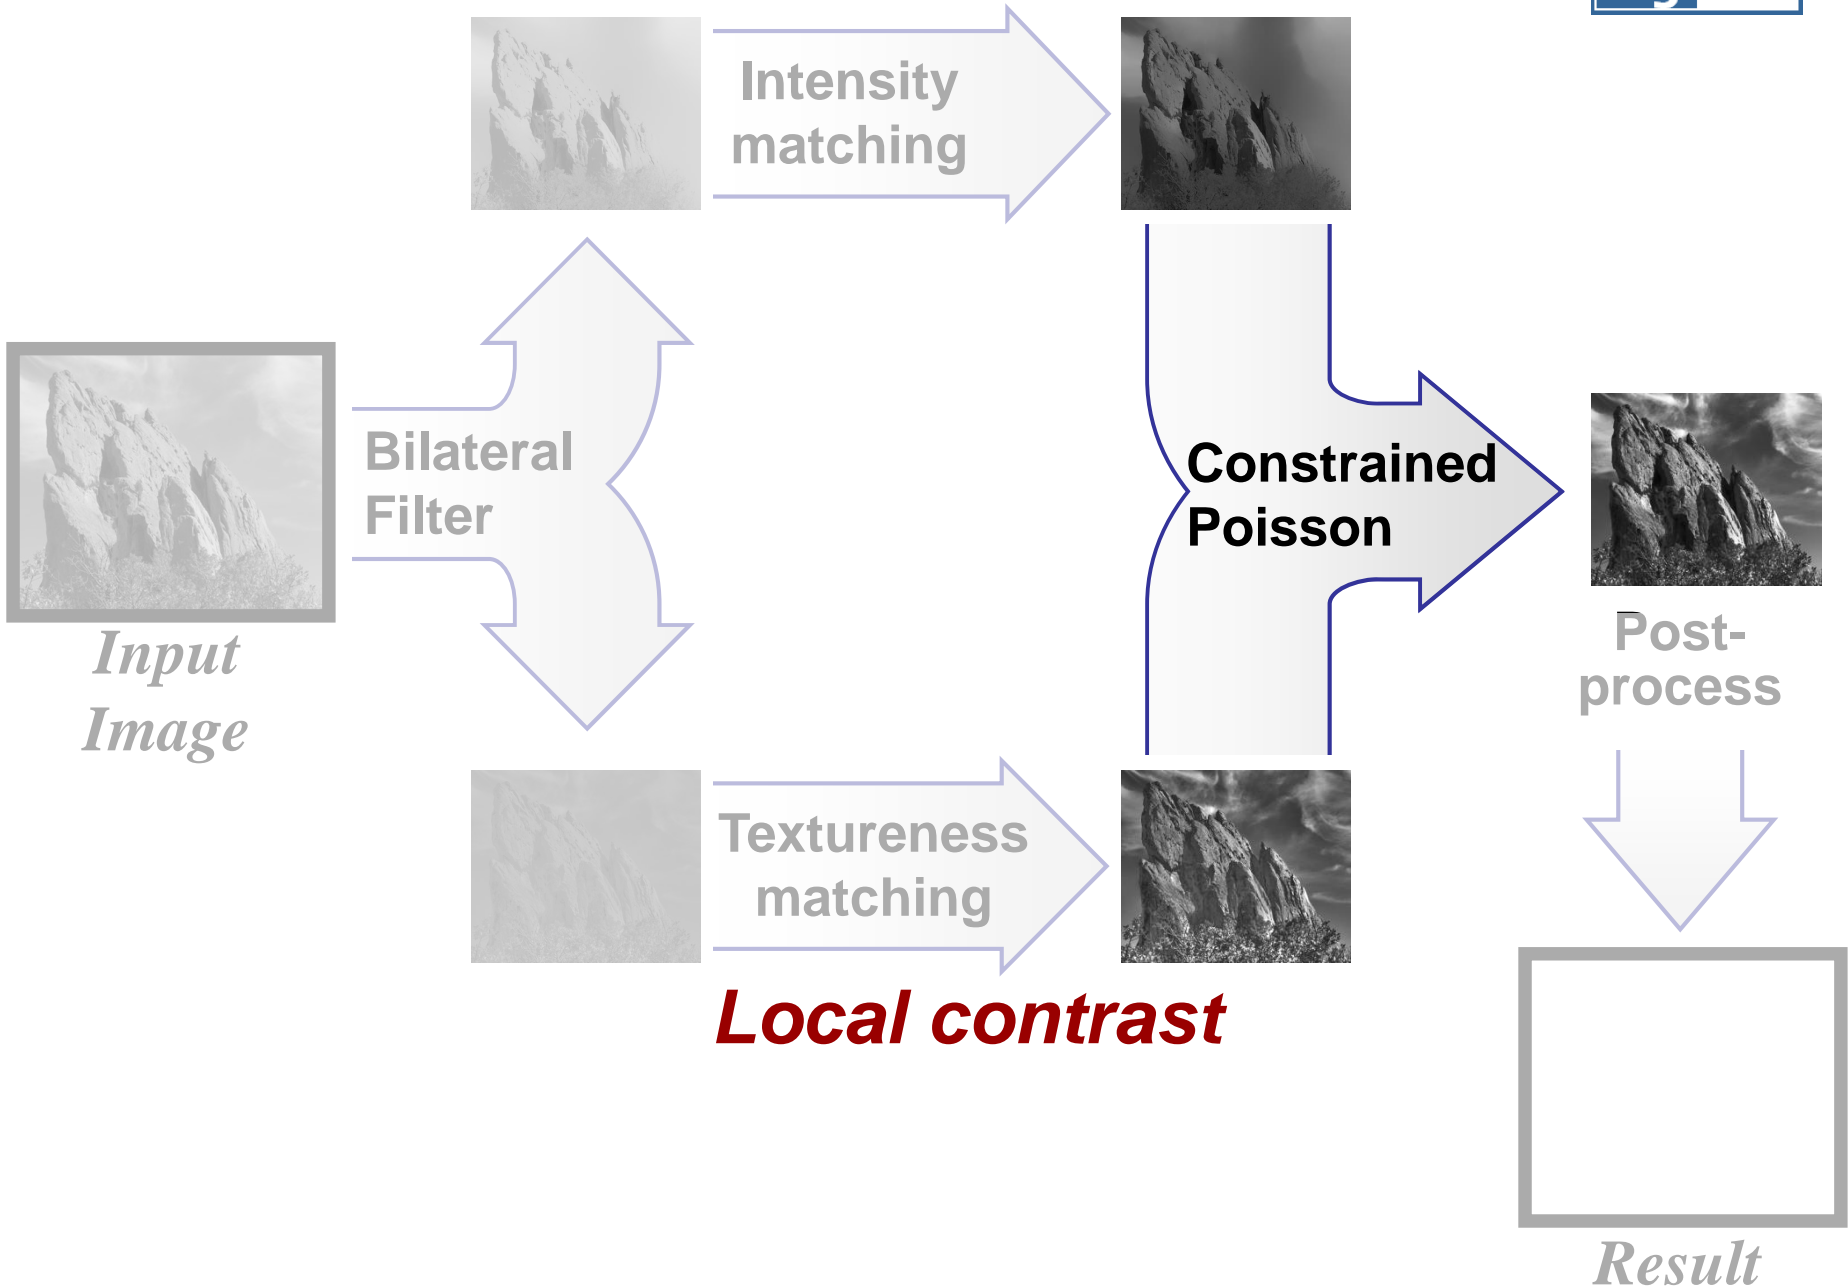 Intensity
matching
Bilateral
Filter
Constrained
Poisson
Input
Image
Post-
process
Textureness
matching
Local contrast
Result